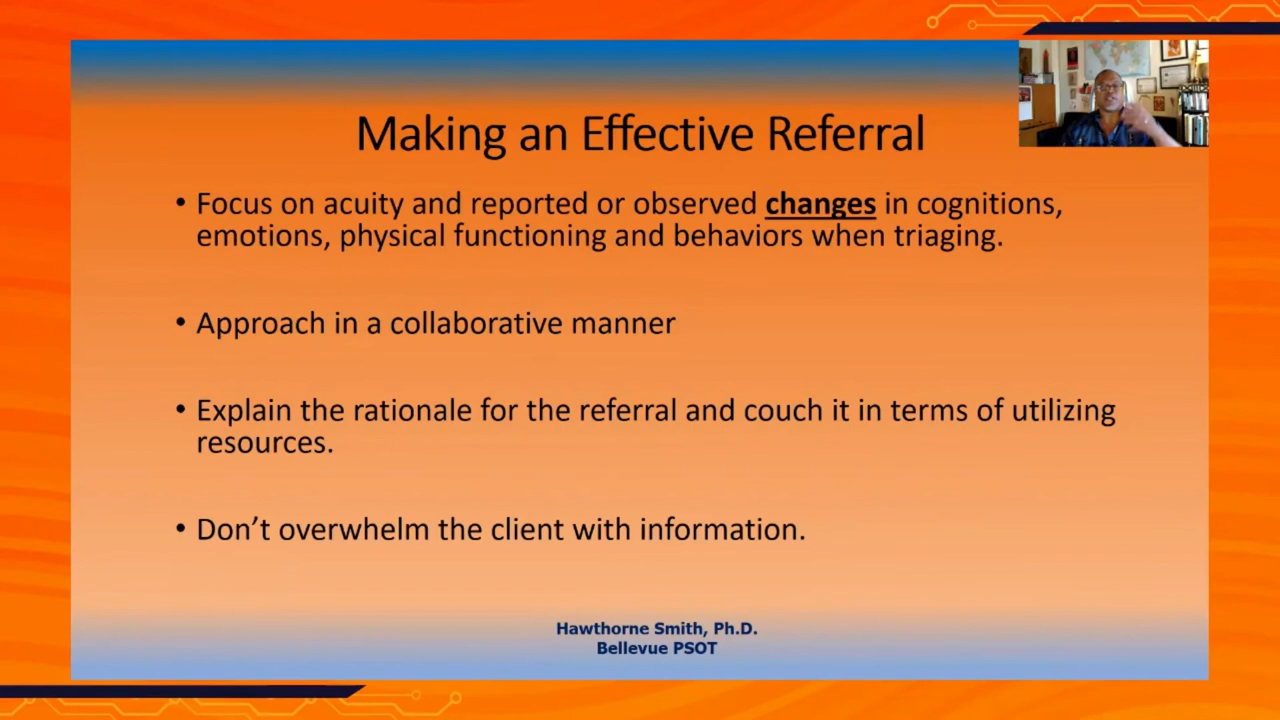 Making an Effective Referral
• Focus on acuity and reported or observed changes in cognitions,
emotions, physical functioning and behaviors when triaging.
• Approach in a collaborative manner
• Explain the rationale for the referral and couch it in terms of utilizing
resources.
• Don’t overwhelm the client with information.
Hawthorne Smith, Ph.D.
Bellevue PSOT